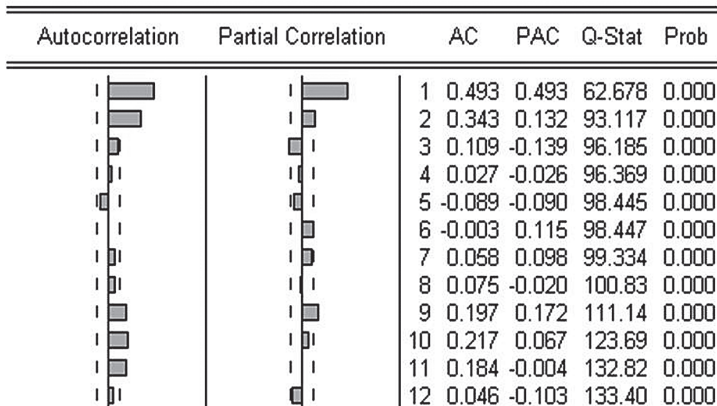 Autocorrelation Partial Correlation AC PAC Q-Stat Prob
1 0.493 0.493 62.678 0.000
2 0.343 0.132 93.117 0.000
3 0.109 -0.139 96.185 0.000
4 0.027 -0.026 96.369 0.000
5 -0.089 -0.090 98.445 0.000
6 -0.003 0.115 98.447 0.000
7 0.058 0.098 99.334 0.000
8 0.075 -0.020 100.83 0.000
9 0.197 0.172 111.14 0.000
10 0.217 0.067 123.69 0.000
11 0.184 -0.004 132.82 0.000
12 0.046 -0.103 133.40 0.000